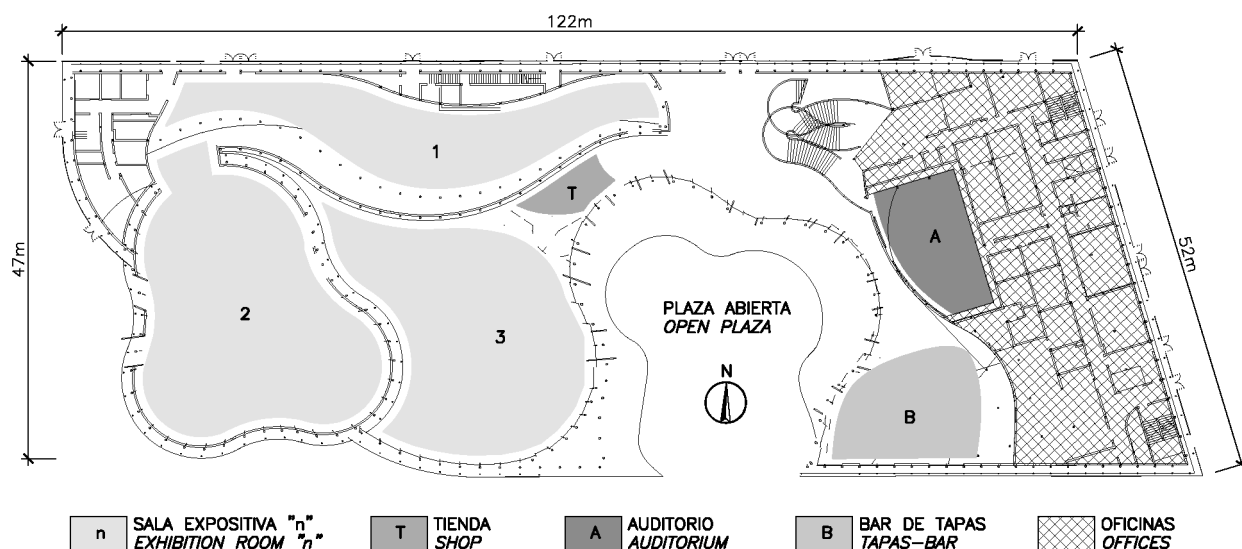 122m
47m
52m
1
T
A
2
3
PLAZA ABIERTA
OPEN PLAZA
N
B
n SALA EXPOSITIVA "n"
EXHIBITION ROOM "n"
T TIENDA
SHOP
A AUDITORIO
AUDITORIUM
B BAR DE TAPAS
TAPAS-BAR
OFICINAS
OFFICES